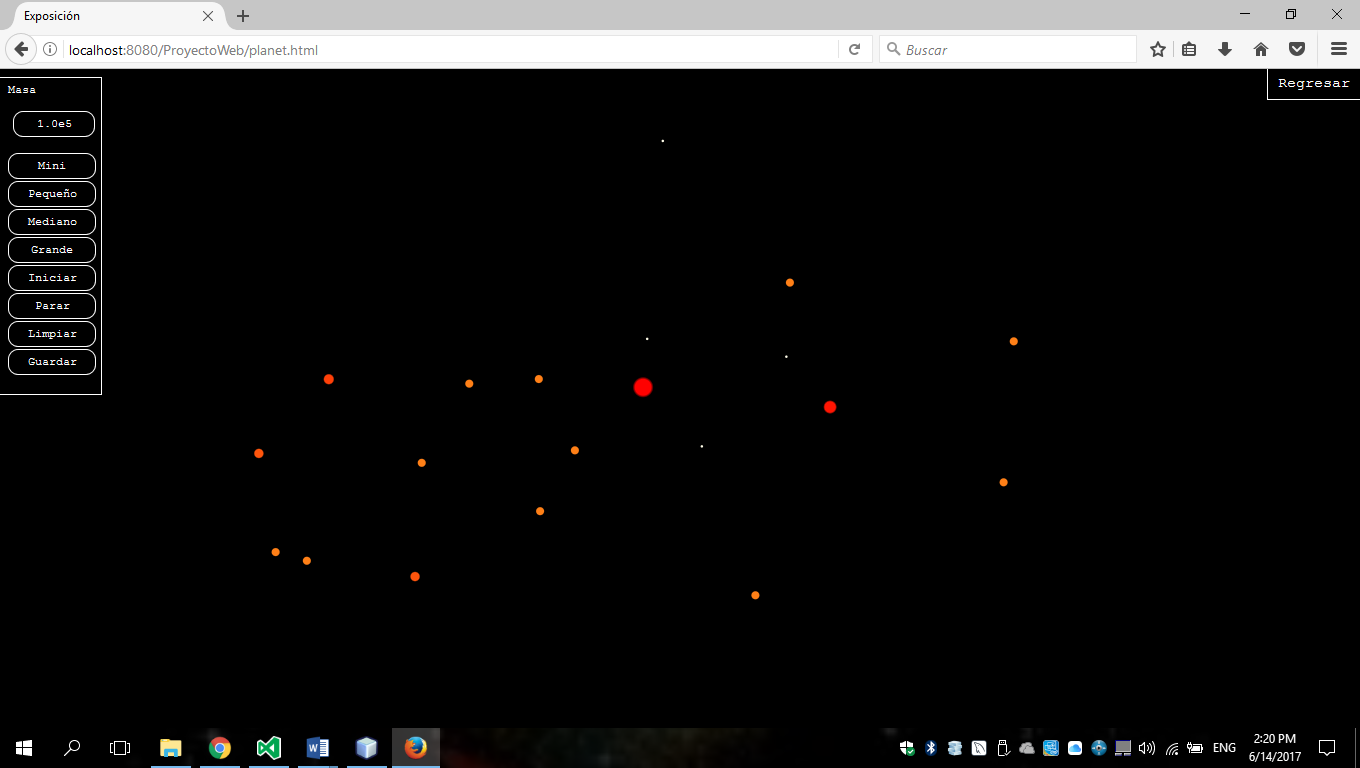 Exposición
localhost:8080/ProyectoWeb/planet.html
Buscar
Masa
Regresar
1.0e5
Mini
Pequeño
Mediano
Grande
Iniciar
Parar
Limpiar
Guardar
ENG
2:20 PM
6/14/2017